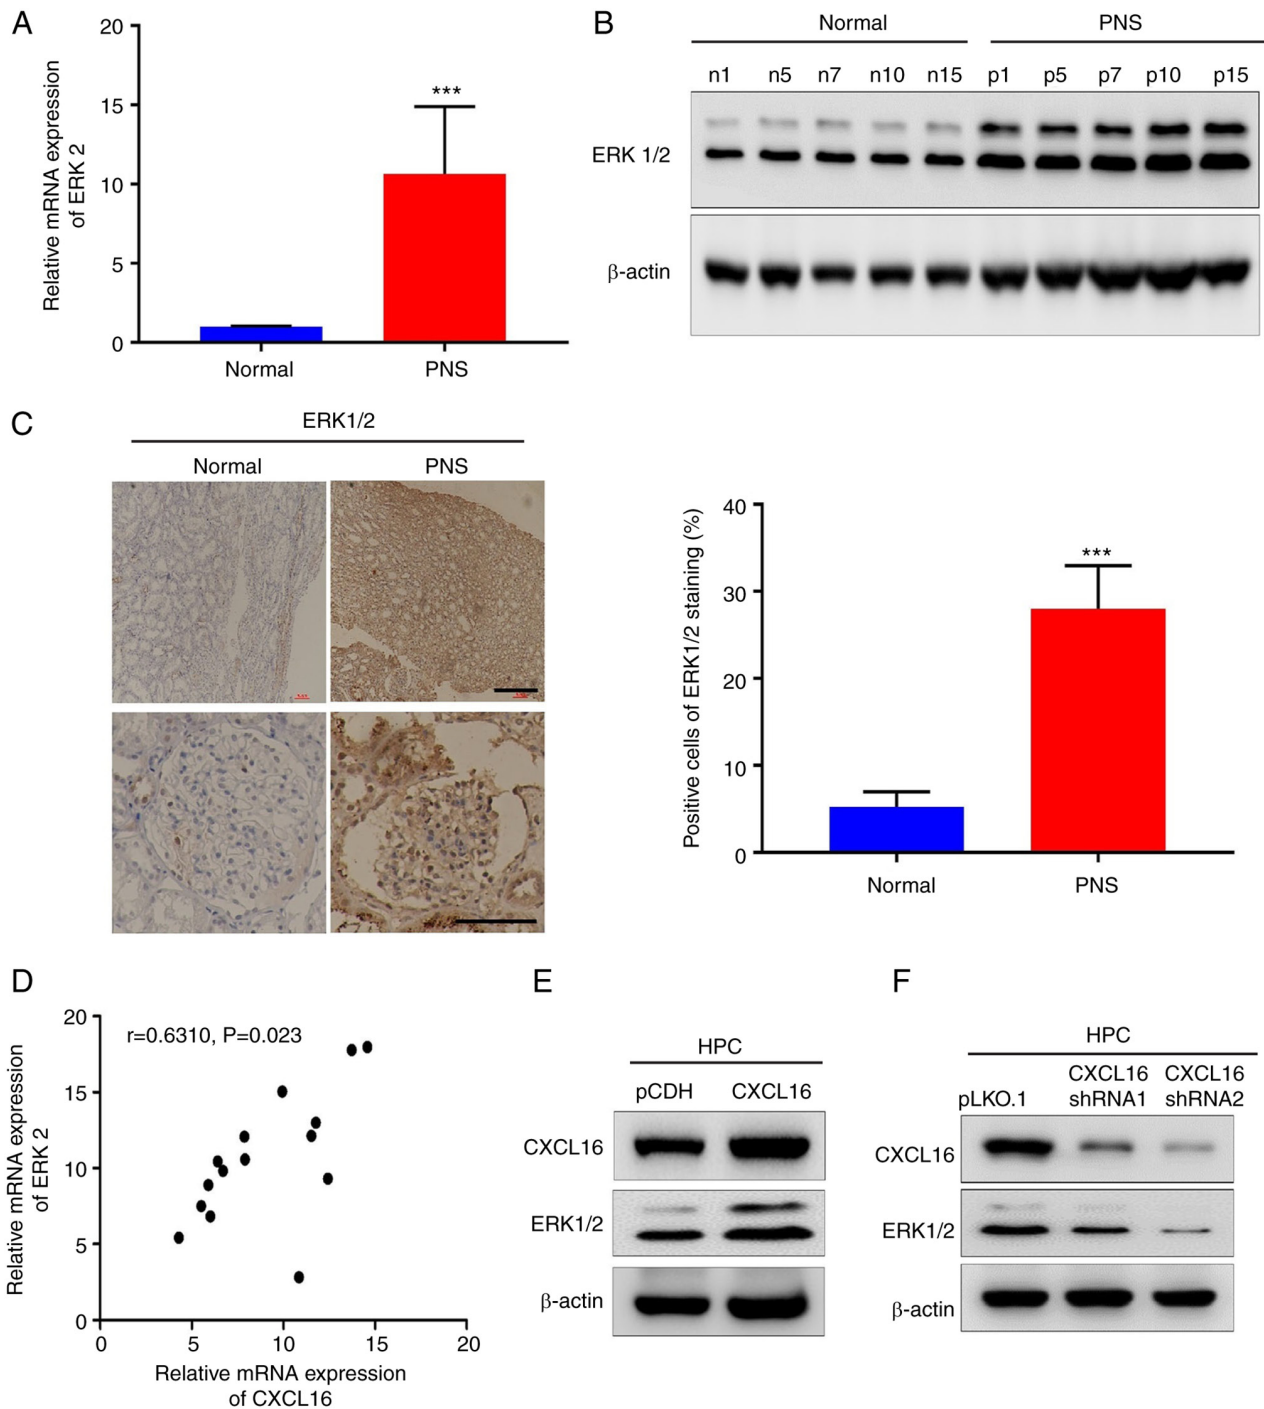 A
20
15
10
5
0
Relative mRNA expression
of ERK 2
***
Normal
PNS
B
Normal
PNS
n1 n5 n7 n10 n15 p1 p5 p7 p10 p15
ERK 1/2
β-actin
C
ERK1/2
Normal
PNS
Positive cells of ERK1/2 staining (%)
40
30
20
10
0
***
Normal
PNS
D
Relative mRNA expression
of ERK 2
20
15
10
5
0
r=0.6310, P=0.023
0 5 10 15 20
Relative mRNA expression
of CXCL16
E
HPC
pCDH CXCL16
CXCL16
ERK1/2
β-actin
F
HPC
pLKO.1
CXCL16
shRNA1
CXCL16
shRNA2
CXCL16
ERK1/2
β-actin